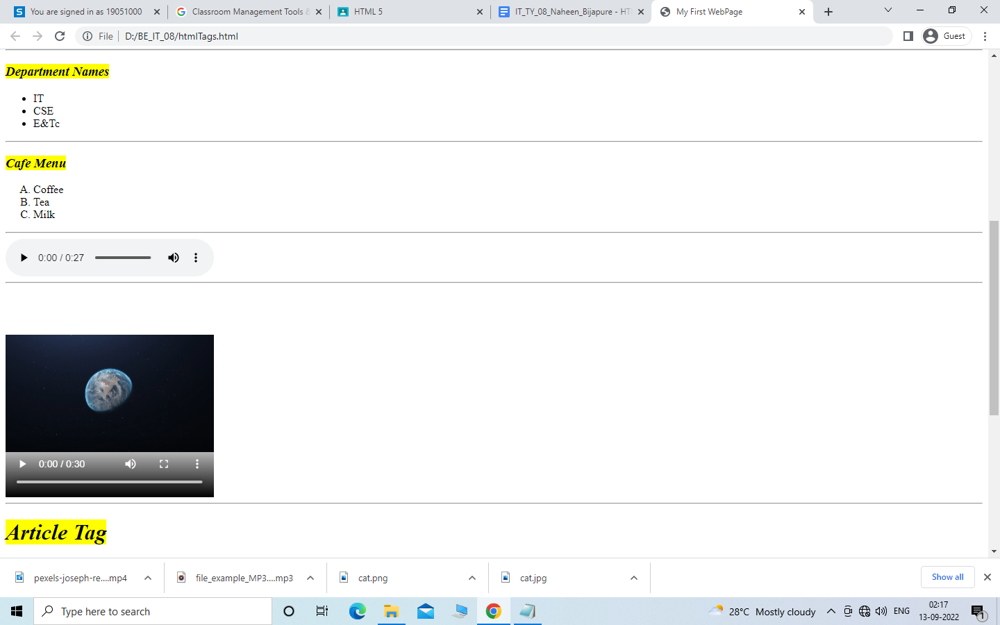 You are signed in as 19051000
Classroom Management Tools &
HTML 5
IT_TY_08_Naheen_Bijapure - HT
My First WebPage
File
D:/BE_IT_08/htmlTags.html
Guest
Department Names
• IT
• CSE
• E&Tc
Cafe Menu
A. Coffee
B. Tea
C. Milk
0:00 / 0:27
0:00 / 0:30
Article Tag
pexels-joseph-re....mp4
file_example_MP3....mp3
cat.png
cat.jpg
Show all
Type here to search
28°C Mostly cloudy
ENG
02:17
13-09-2022
1